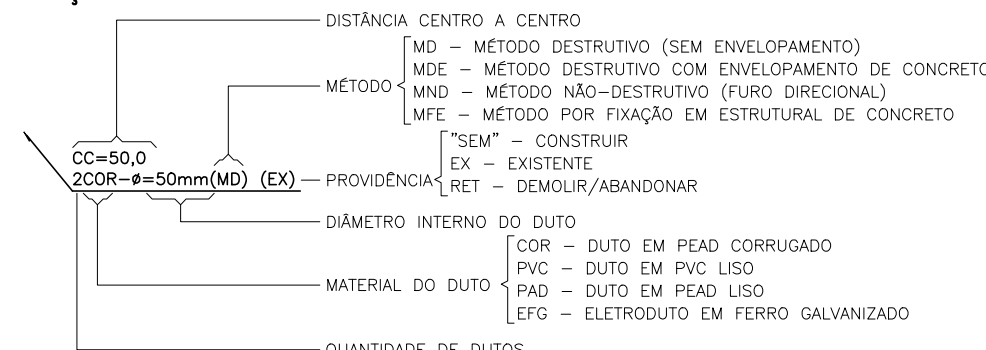 DISTÂNCIA CENTRO A CENTRO
MD – MÉTODO DESTRUTIVO (SEM ENVELOPAMENTO)
MDE – MÉTODO DESTRUTIVO COM ENVELOPAMENTO DE CONCRETO
MÉTODO
MND – MÉTODO NÃO–DESTRUTIVO (FURO DIRECIONAL)
MFE – MÉTODO POR FIXAÇÃO EM ESTRUTURAL DE CONCRETO
CC=50,0
2COR–ø=50mm(MD) (EX)
PROVIDÊNCIA
"SEM" – CONSTRUIR
EX – EXISTENTE
RET – DEMOLIR/ABANDONAR
DIÂMETRO INTERNO DO DUTO
MATERIAL DO DUTO
COR – DUTO EM PEAD CORRUGADO
PVC – DUTO EM PVC LISO
PAD – DUTO EM PEAD LISO
EFG – ELETRODUTO EM FERRO GALVANIZADO
QUANTIDADE DE DUTOS